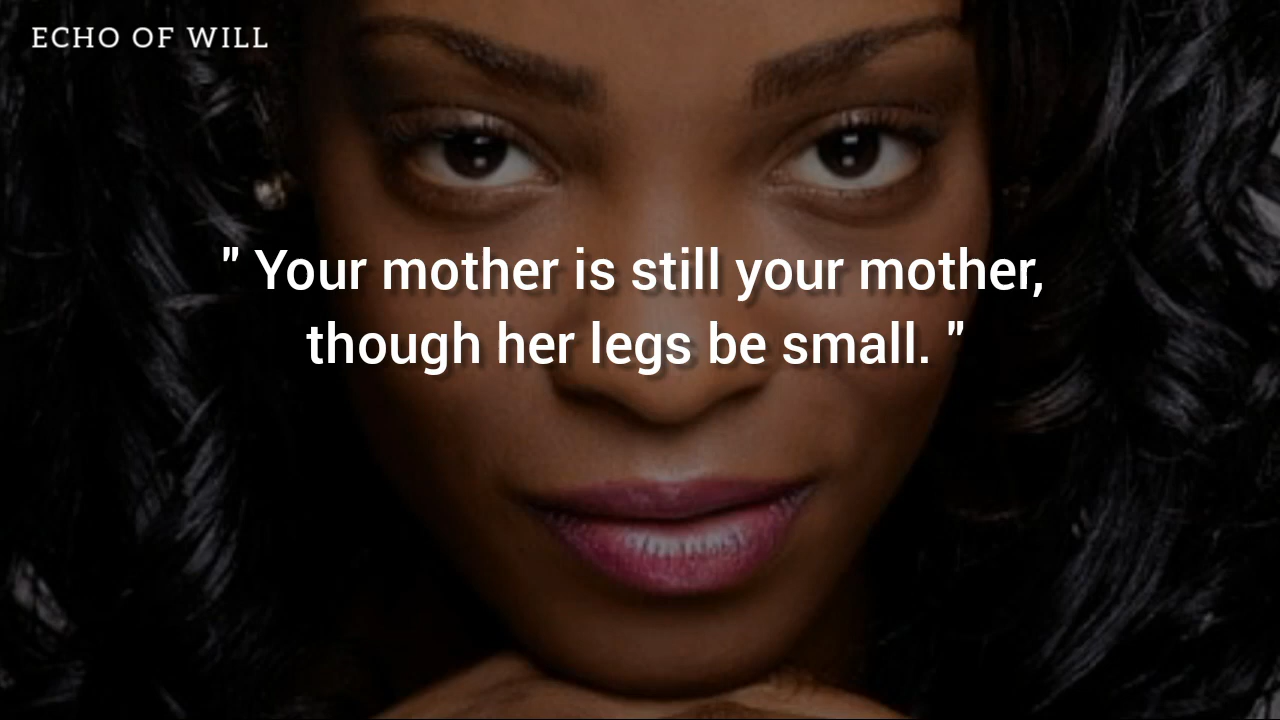 ECHO OF WILL
" Your mother is still your mother,
though her legs be small. "